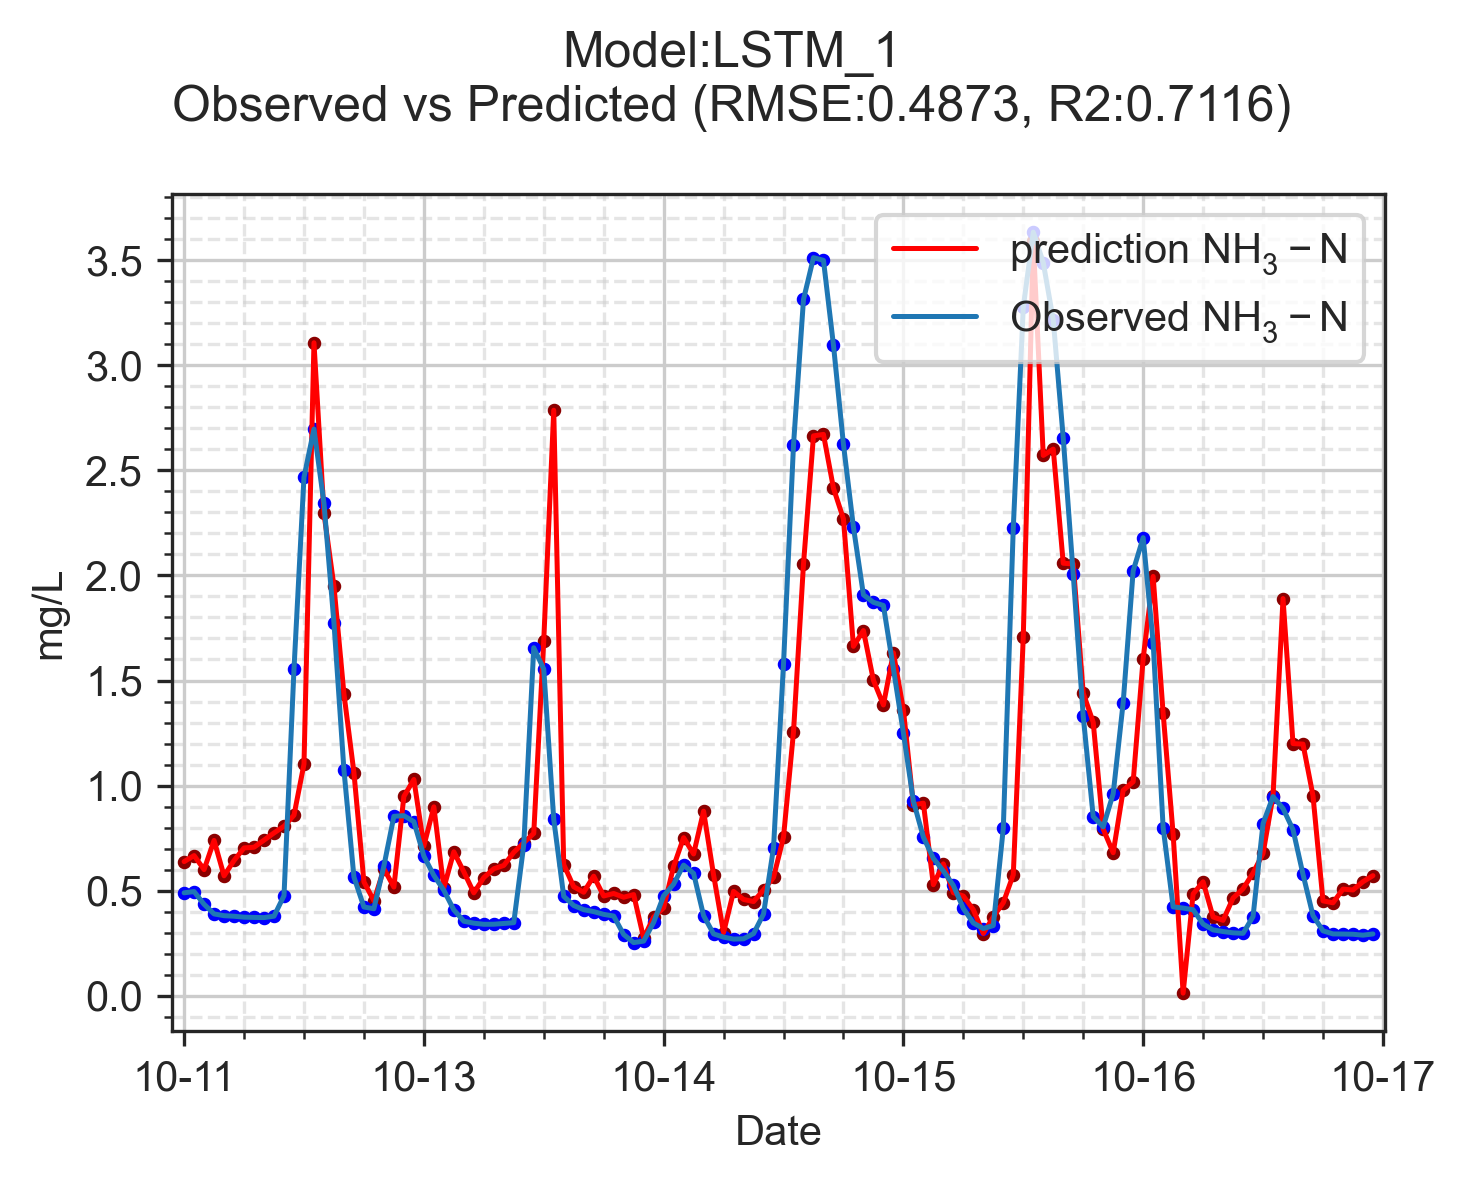 Model:LSTM_1
Observed vs Predicted (RMSE:0.4873, R2:0.7116)
prediction NH₃ − N
Observed NH₃ − N
3.5
3.0
2.5
2.0
1.5
1.0
0.5
0.0
mg/L
10-11 10-13 10-14 10-15 10-16 10-17
Date